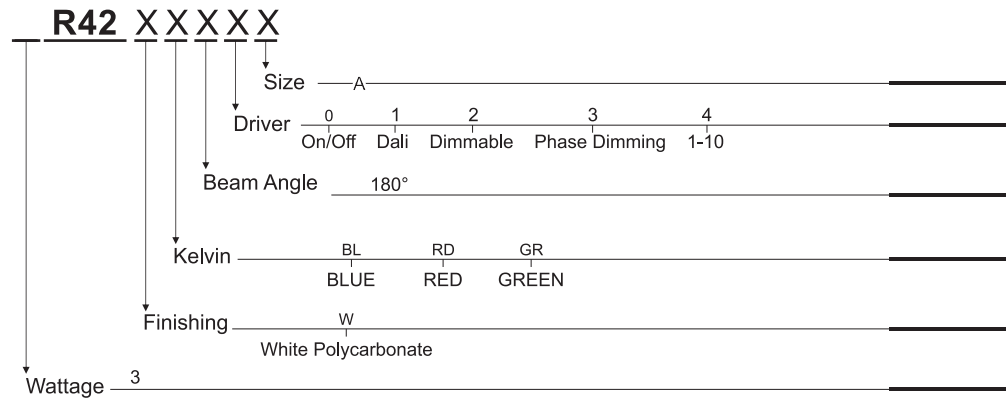 R42 X X X X X
Size A
Driver 0 1 2 3 4
On/Off Dali Dimmable Phase Dimming 1-10
Beam Angle 180°
Kelvin BL RD GR
BLUE RED GREEN
Finishing W
White Polycarbonate
Wattage 3